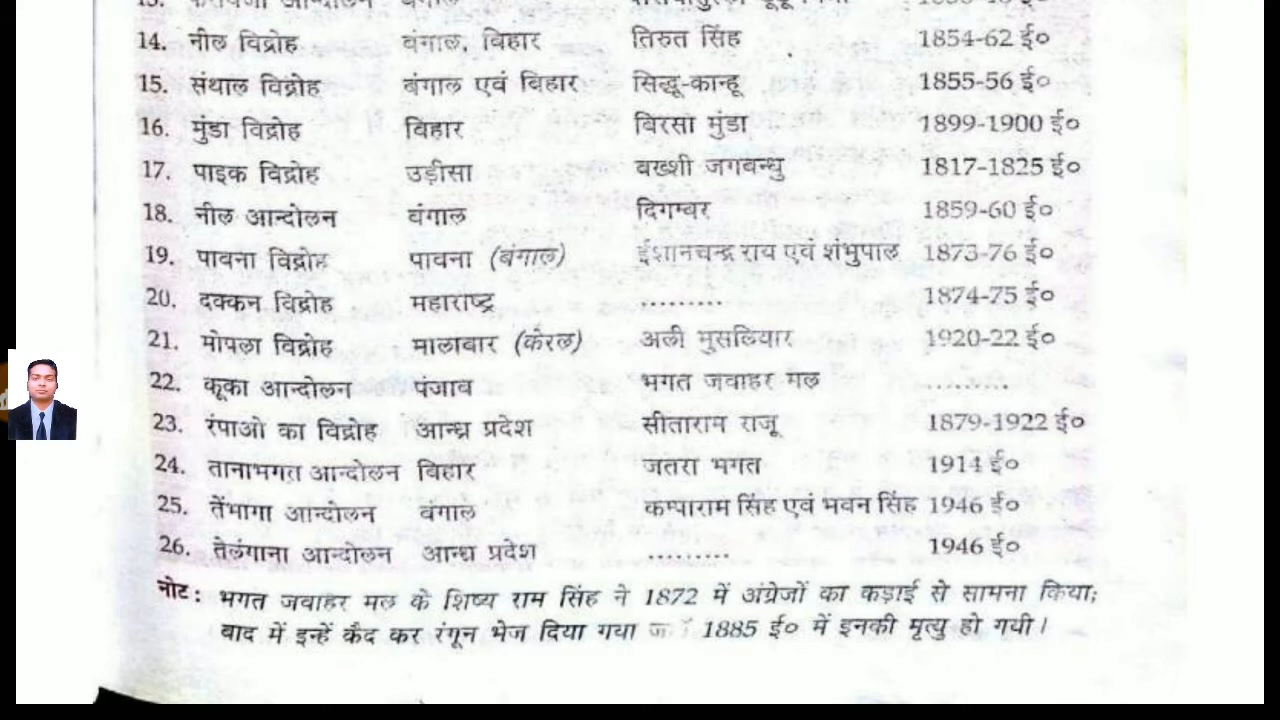 14. नील विद्रोह बंगाल, विहार तिरुत सिंह 1854-62 ई०
15. संथाल विद्रोह बंगाल एवं विहार सिद्धू-कान्हू 1855-56 ई०
16. मुंडा विद्रोह विहार बिरसा मुंडा 1899-1900 ई०
17. पाइक विद्रोह उड़ीसा बख्शी जगबन्धु 1817-1825 ई०
18. नील आन्दोलन बंगाल दिगम्बर 1859-60 ई०
19. पावना विद्रोह पावना (बंगाल) ईशानचन्द्र राय एवं शंभुपाल 1873-76 ई०
20. दक्कन विद्रोह महाराष्ट्र ......... 1874-75 ई०
21. मोपला विद्रोह मालाबार (केरल) अली मुसलियार 1920-22 ई०
22. कूका आन्दोलन पंजाब भगत जवाहर मल .........
23. रंपाओ का विद्रोह आन्ध्र प्रदेश सीताराम राजू 1879-1922 ई०
24. तानाभगत आन्दोलन बिहार जतरा भगत 1914 ई०
25. तेंभागा आन्दोलन बंगाल कम्पाराम सिंह एवं भवन सिंह 1946 ई०
26. तेलंगाना आन्दोलन आन्ध्र प्रदेश ......... 1946 ई०
नोट: भगत जवाहर मल के शिष्य राम सिंह ने 1872 में अंग्रेजों का कड़ाई से सामना किया;
बाद में इन्हें कैद कर रंगून भेज दिया गया 1885 ई० में इनकी मृत्यु हो गयी।